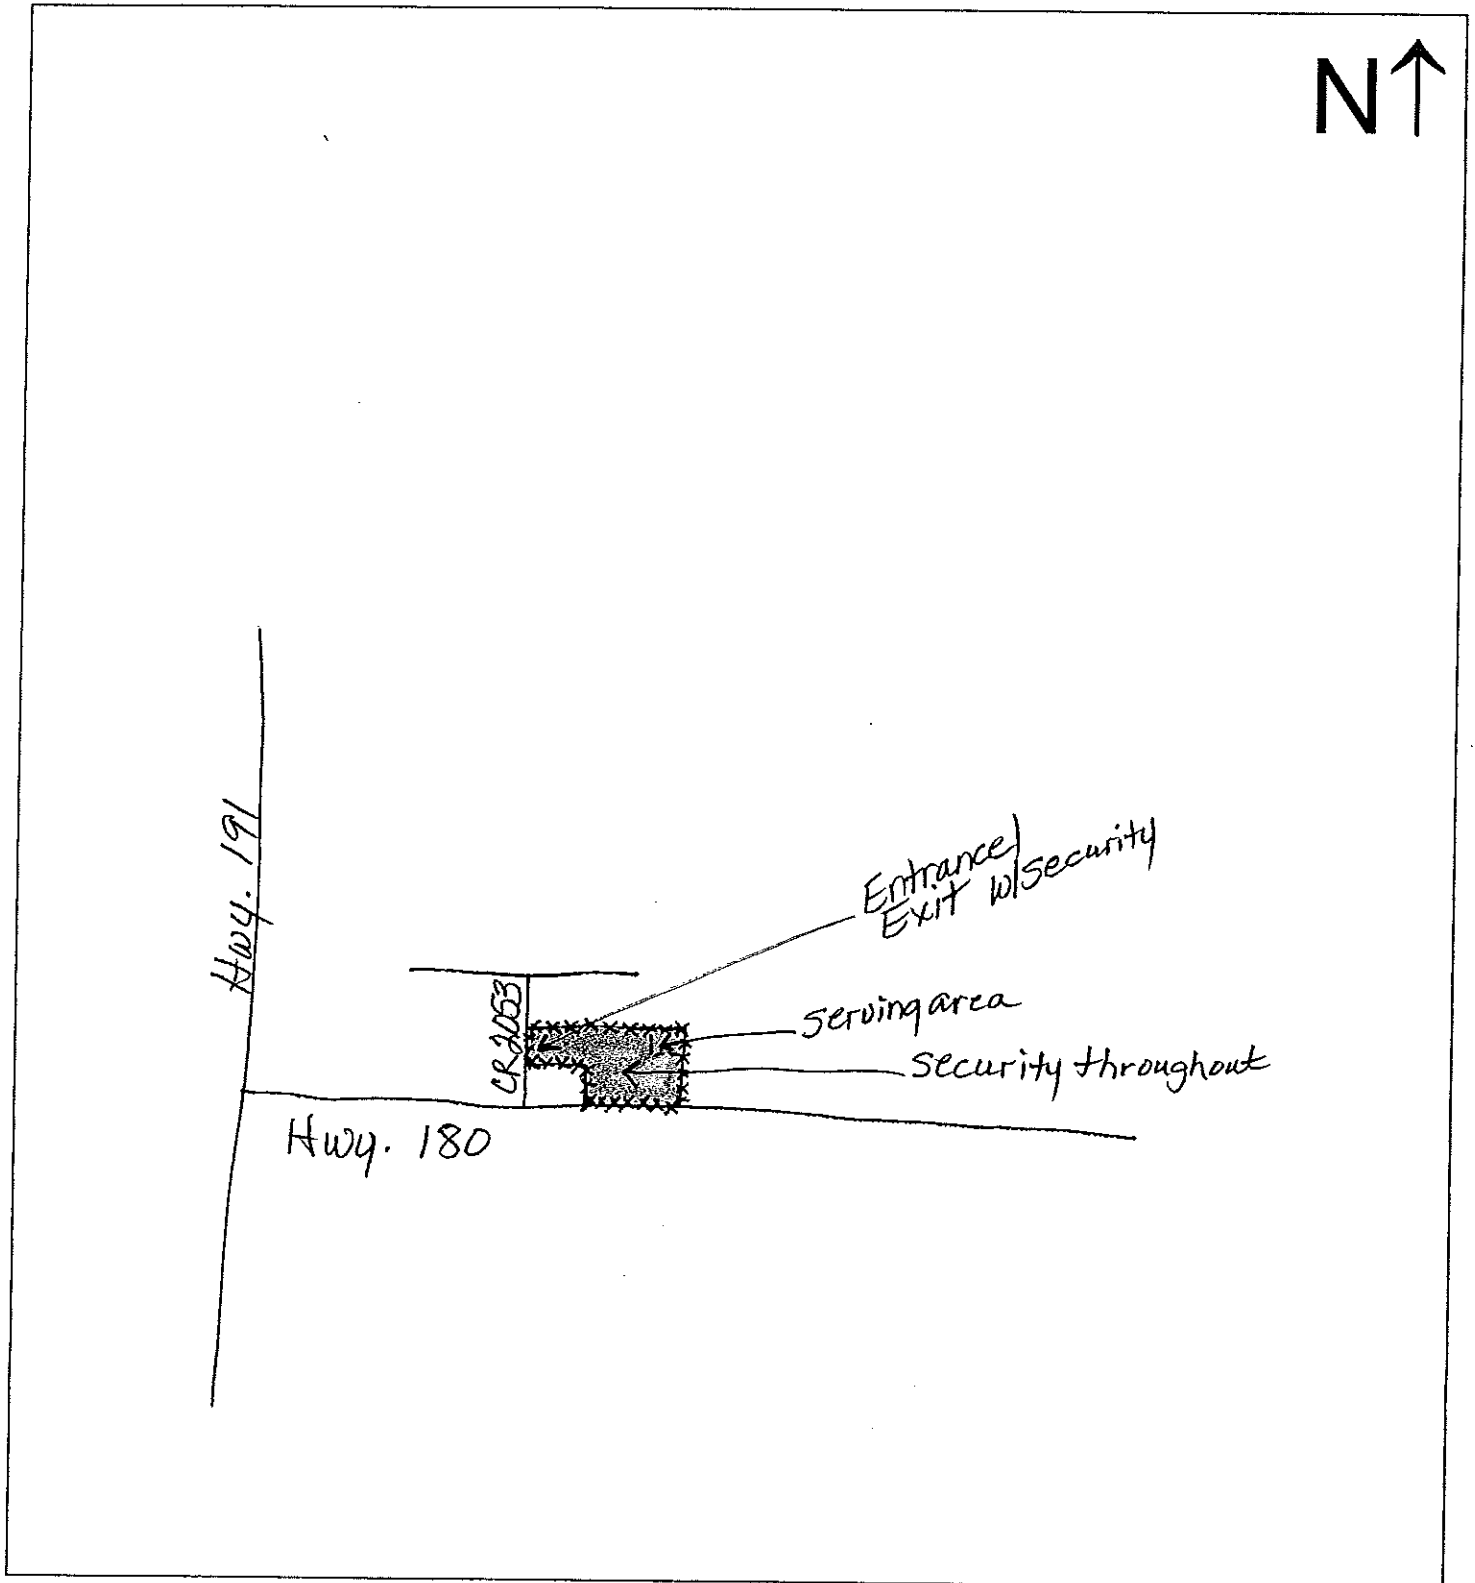 N
Hwy. 191
Entrance/
Exit w/security
serving area
CR2053
security throughout
Hwy. 180